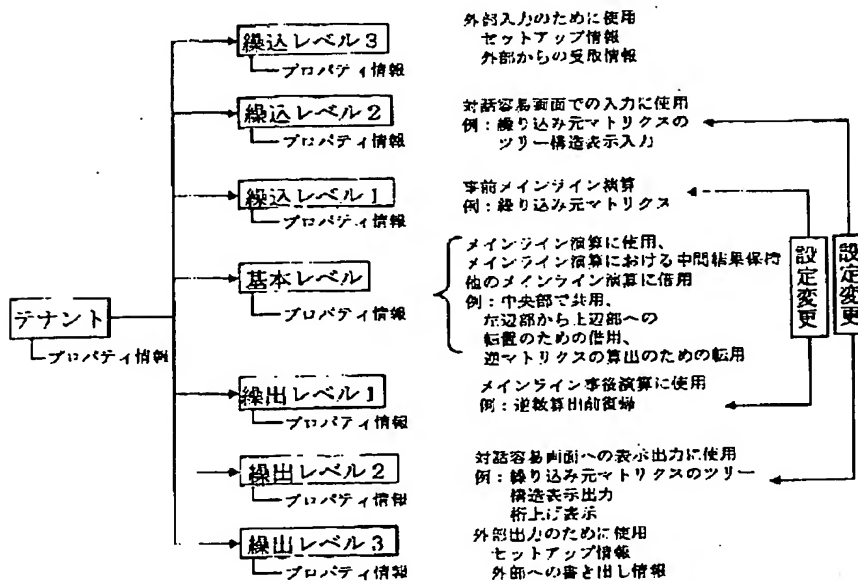 繰込レベル3
プロパティ情報
外部入力のために使用
セットアップ情報
外部からの受取情報
繰込レベル2
プロパティ情報
対話容易画面での入力に使用
例：繰り込み元マトリクスの
ツリー構造表示入力
繰込レベル1
プロパティ情報
事前メインライン演算
例：繰り込み元マトリクス
基本レベル
プロパティ情報
メインライン演算に使用、
メインライン演算における中間結果保持
他のメインライン演算に借用
例：中央部で共用、
左辺部から上辺部への
転置のための借用、
逆マトリクスの算出のための転用
設定変更
設定変更
テナント
プロパティ情報
繰出レベル1
プロパティ情報
メインライン事後演算に使用
例：逆数算出前復帰
繰出レベル2
プロパティ情報
対話容易画面への表示出力に使用
例：繰り込み元マトリクスのツリー
構造表示出力
桁上げ表示
繰出レベル3
プロパティ情報
外部出力のために使用
セットアップ情報
外部への書き出し情報